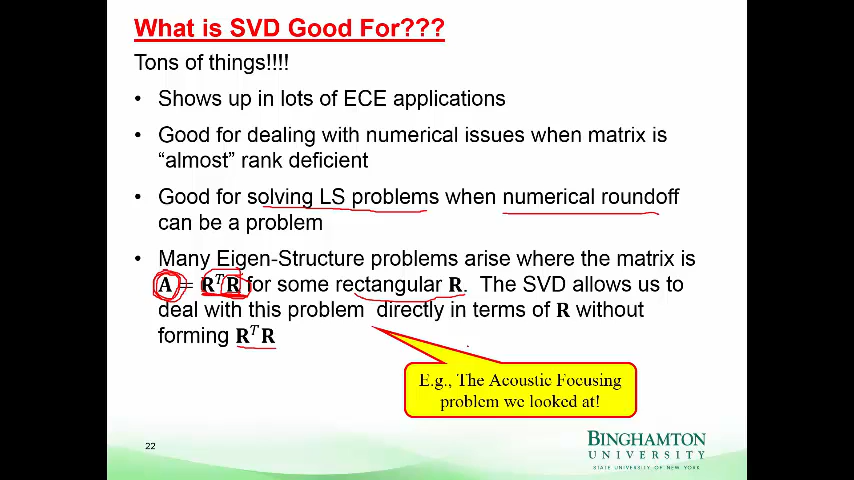 What is SVD Good For???
Tons of things!!!!
• Shows up in lots of ECE applications
• Good for dealing with numerical issues when matrix is
“almost” rank deficient
• Good for solving LS problems when numerical roundoff
can be a problem
• Many Eigen-Structure problems arise where the matrix is
A = RᵀR for some rectangular R. The SVD allows us to
deal with this problem directly in terms of R without
forming RᵀR
E.g., The Acoustic Focusing
problem we looked at!
22
BINGHAMTON
UNIVERSITY
STATE UNIVERSITY OF NEW YORK